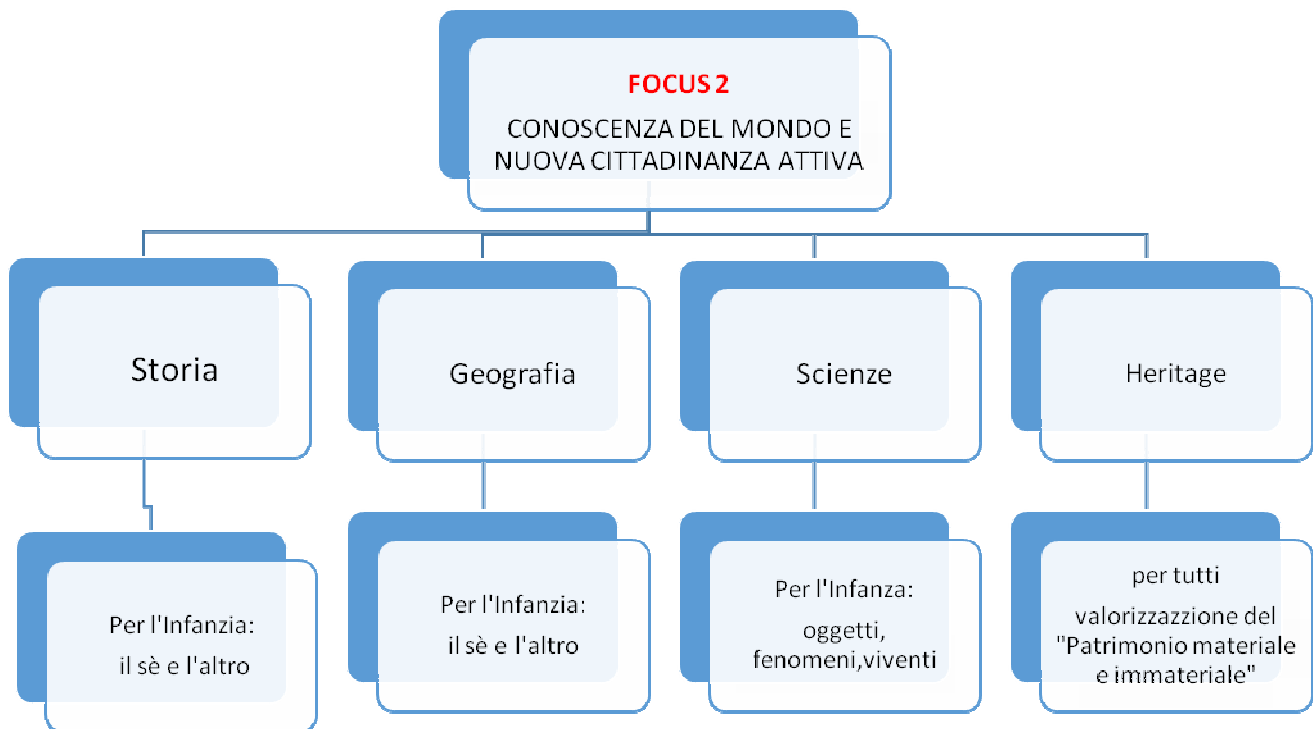 FOCUS 2
CONOSCENZA DEL MONDO E
NUOVA CITTADINANZA ATTIVA
Storia
Geografia
Scienze
Heritage
Per l'Infanzia:
il sè e l'altro
Per l'Infanzia:
il sè e l'altro
Per l'Infanza:
oggetti,
fenomeni,viventi
per tutti
valorizzazzione del
"Patrimonio materiale
e immateriale"